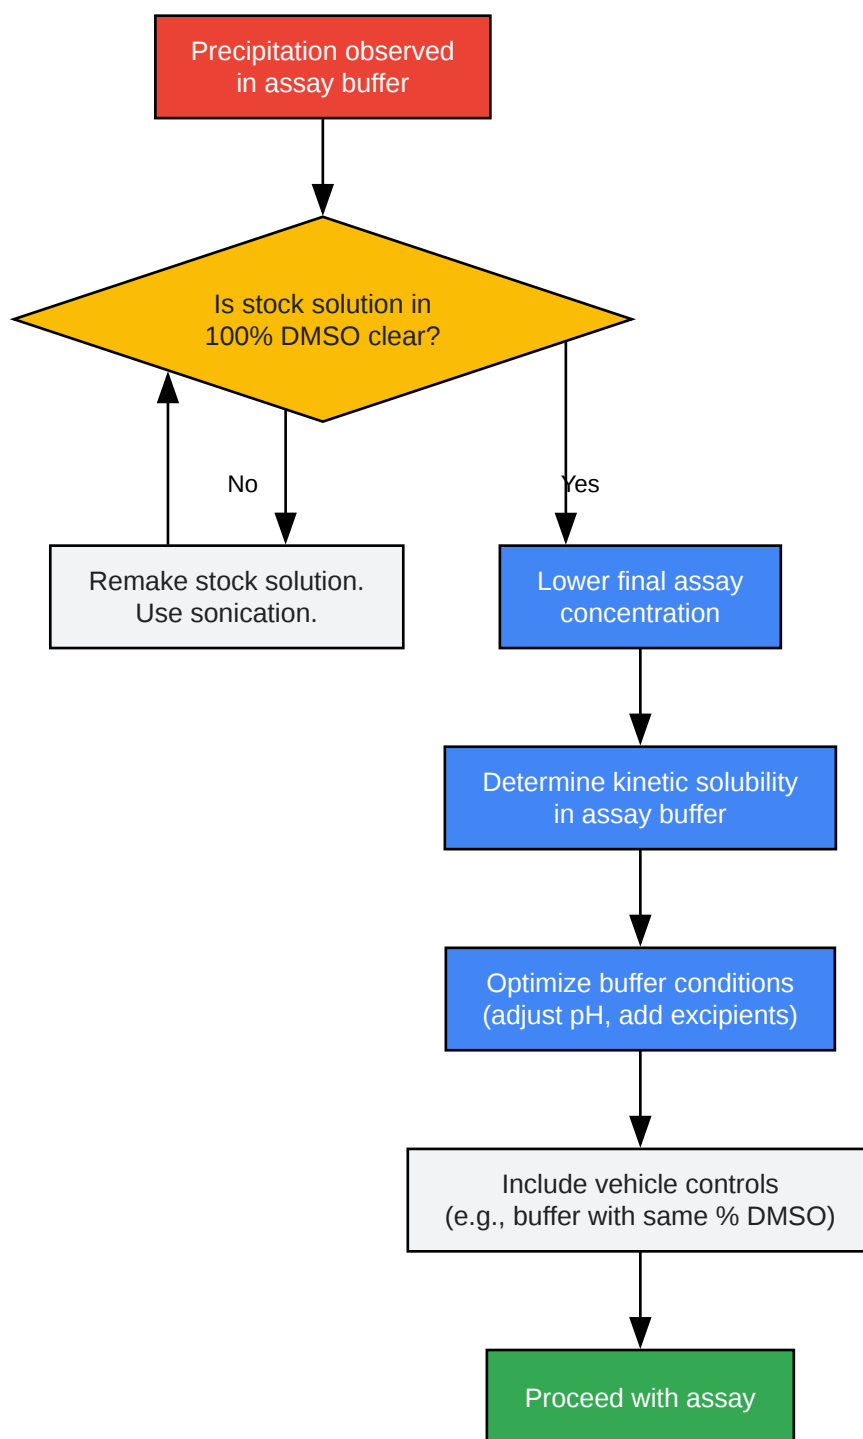 Precipitation observed
in assay buffer
Is stock solution in
100% DMSO clear?
No
Yes
Remake stock solution.
Use sonication.
Lower final assay
concentration
Determine kinetic solubility
in assay buffer
Optimize buffer conditions
(adjust pH, add excipients)
Include vehicle controls
(e.g., buffer with same % DMSO)
Proceed with assay